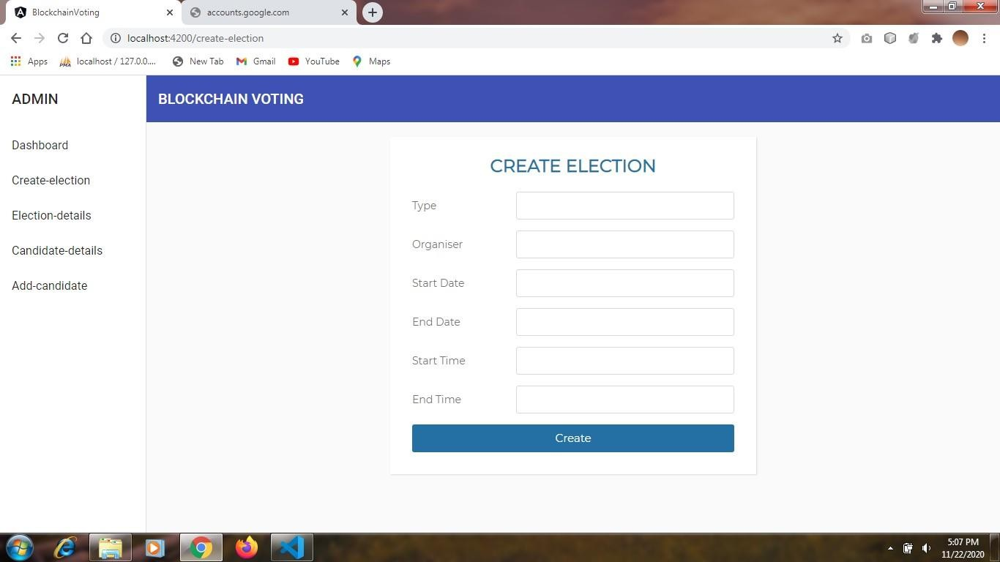 BlockchainVoting
accounts.google.com
localhost:4200/create-election
Apps
PMA
localhost / 127.0.0....
New Tab
Gmail
YouTube
Maps
ADMIN
BLOCKCHAIN VOTING
Dashboard
Create-election
Election-details
Candidate-details
Add-candidate
CREATE ELECTION
Type
Organiser
Start Date
End Date
Start Time
End Time
Create
5:07 PM
11/22/2020